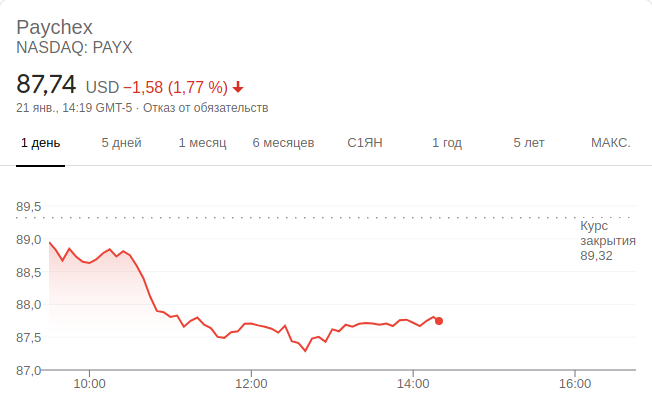 Paychex
NASDAQ: PAYX
87,74 USD −1,58 (1,77 %)
21 янв., 14:19 GMT-5 · Отказ от обязательств
1 день 5 дней 1 месяц 6 месяцев С1ЯН 1 год 5 лет МАКС.
89,5
Курс
закрытия
89,32
89,0
88,5
88,0
87,5
87,0
10:00 12:00 14:00 16:00